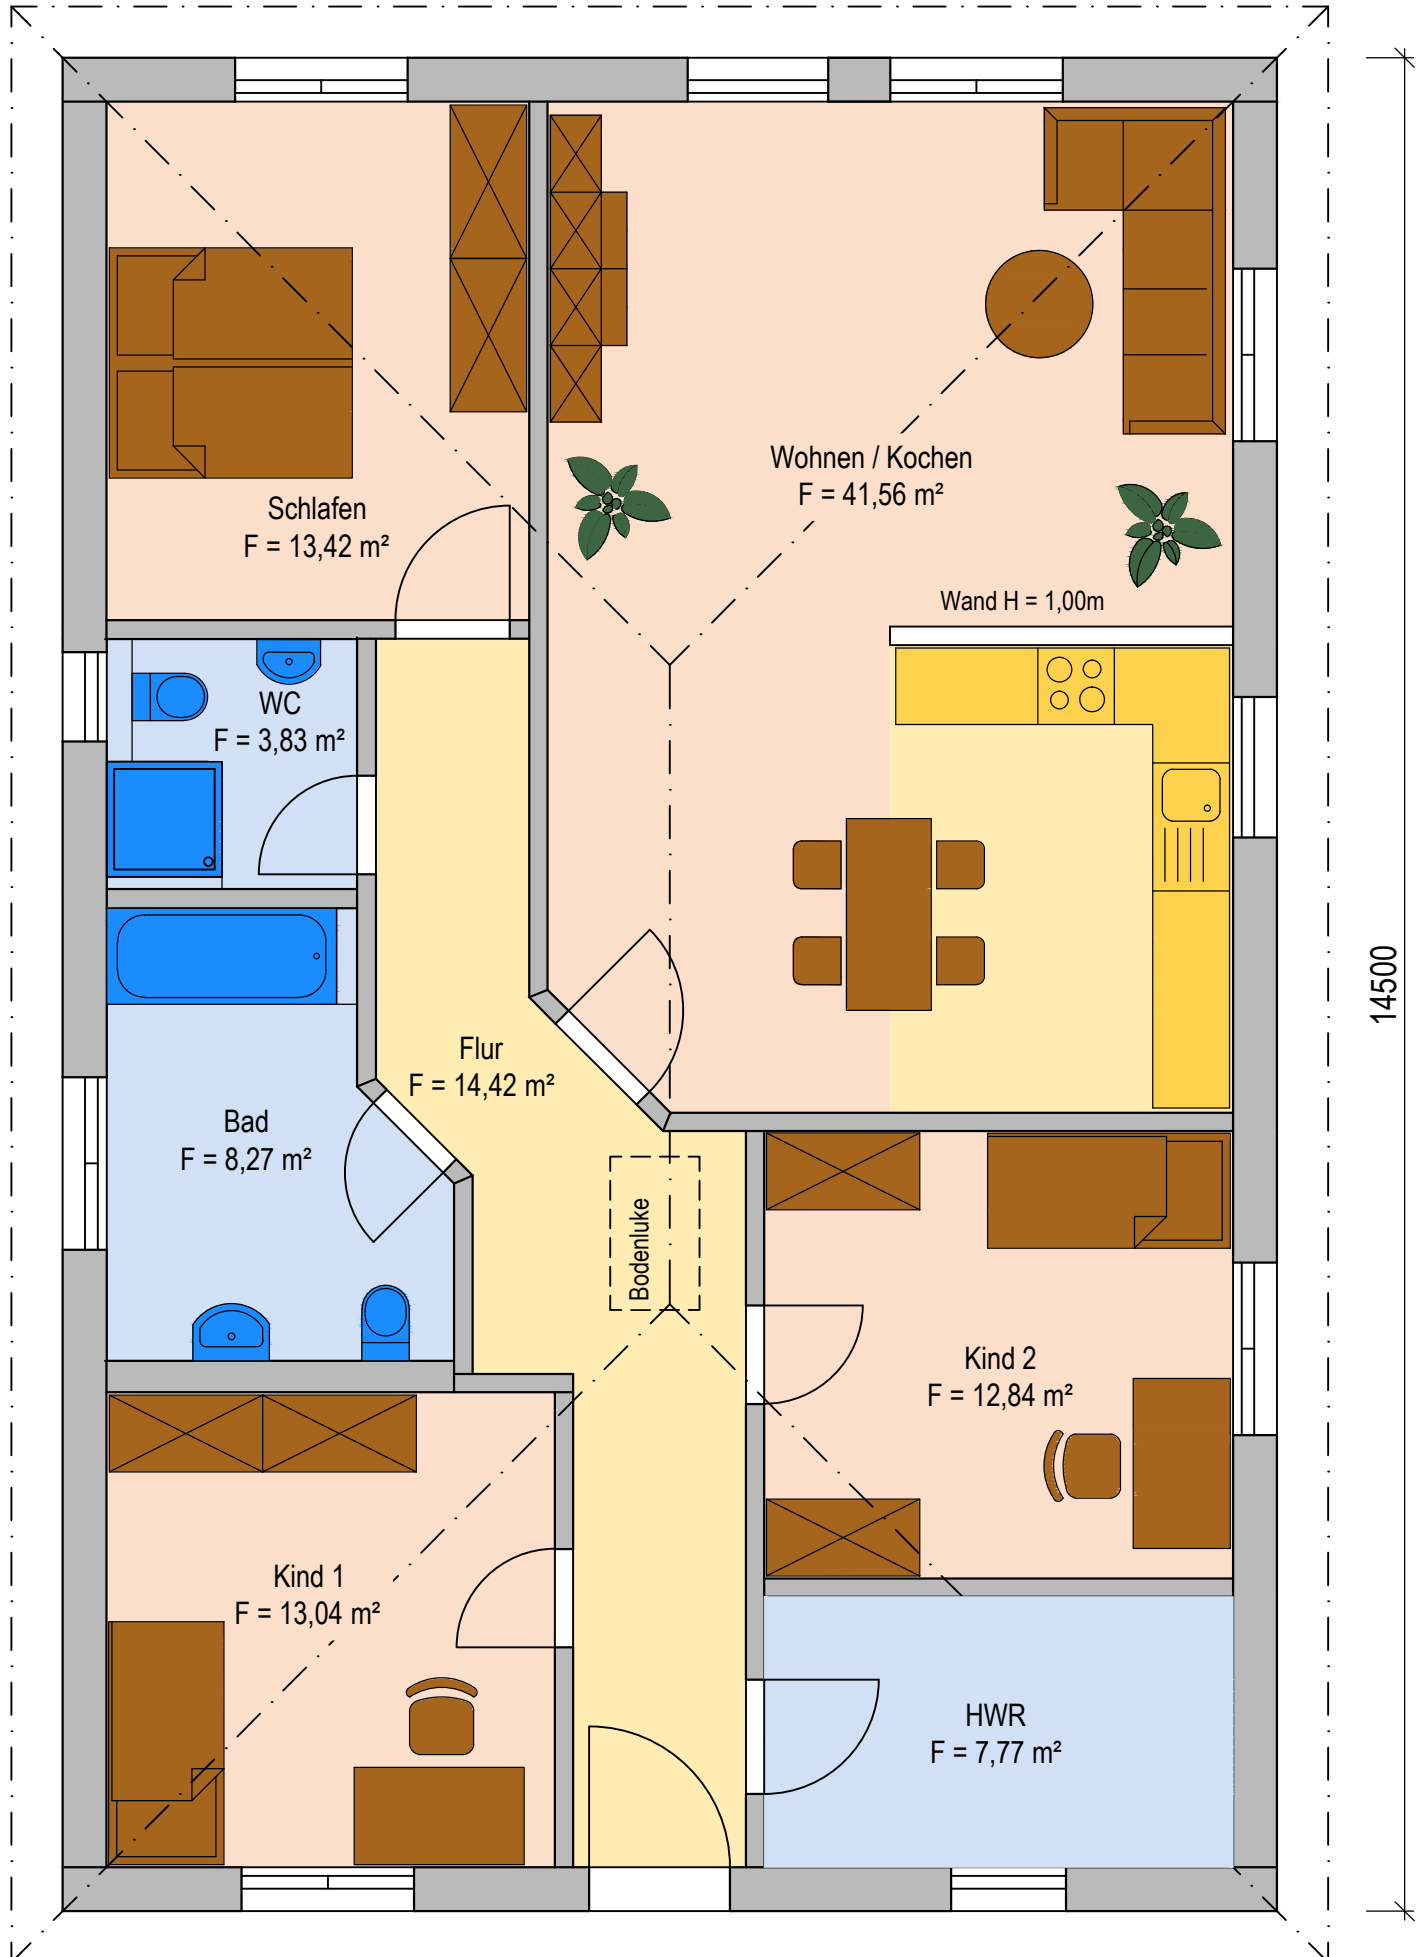 Wohnen / Kochen
F = 41,56 m²
Schlafen
F = 13,42 m²
Wand H = 1,00m
WC
F = 3,83 m²
14500
Flur
F = 14,42 m²
Bad
F = 8,27 m²
Bodenluke
Kind 2
F = 12,84 m²
Kind 1
F = 13,04 m²
HWR
F = 7,77 m²